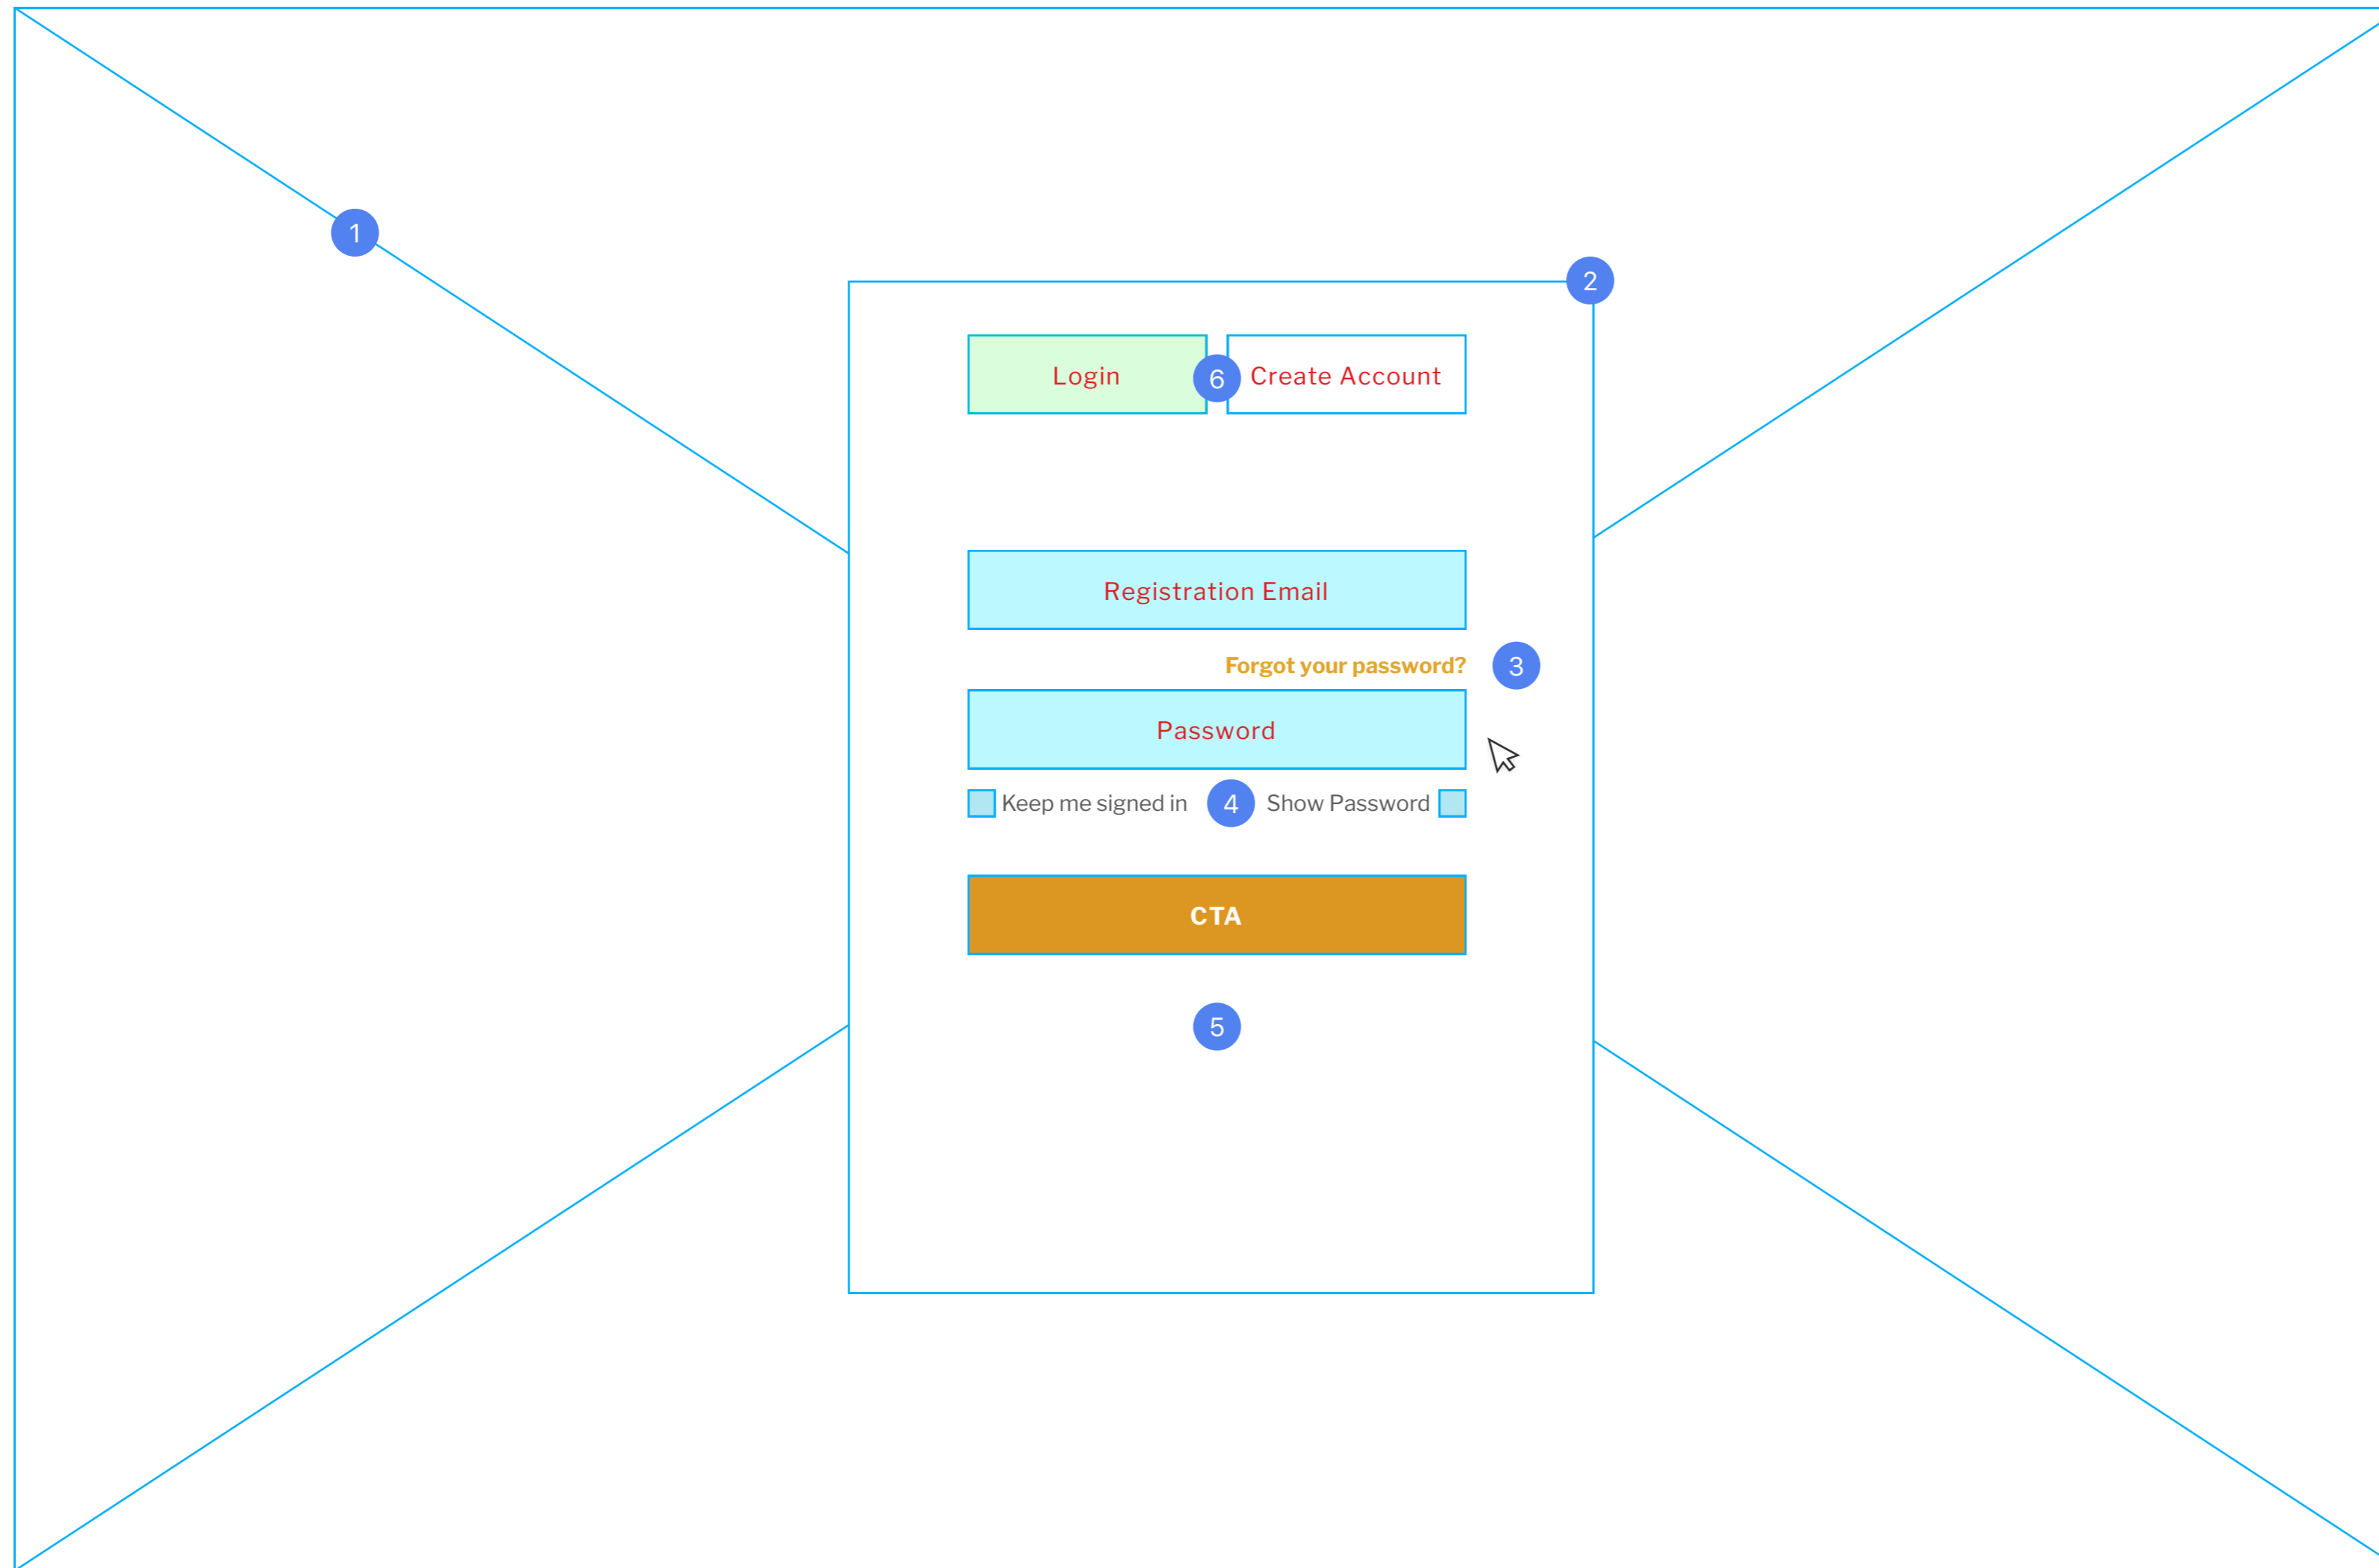 1
2
Login 6 Create Account
Registration Email
Forgot your password? 3
Password
Keep me signed in 4 Show Password
CTA
5